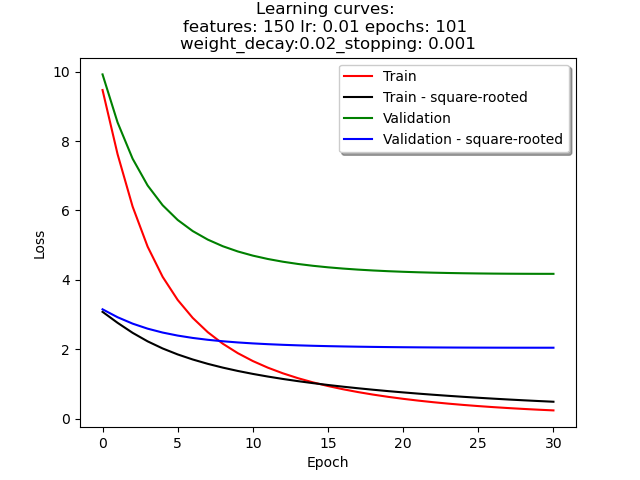 Learning curves:
features: 150 lr: 0.01 epochs: 101
weight_decay:0.02_stopping: 0.001
Train
Train - square-rooted
Validation
Validation - square-rooted
Loss
10
8
6
4
2
0
0 5 10 15 20 25 30
Epoch